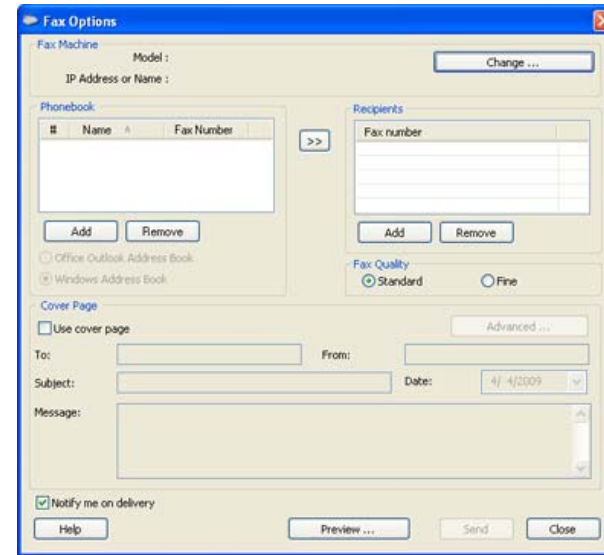 Fax Options
Fax Machine
Model :
Change ...
IP Address or Name :
Phonebook
# Name Fax Number
>>
Add Remove
Office Outlook Address Book
Windows Address Book
Recipients
Fax number
Add Remove
Fax Quality
Standard Fine
Cover Page
Use cover page
Advanced ...
To: From:
Subject: Date: 4/ 4/2009
Message:
Notify me on delivery
Help Preview ... Send Close